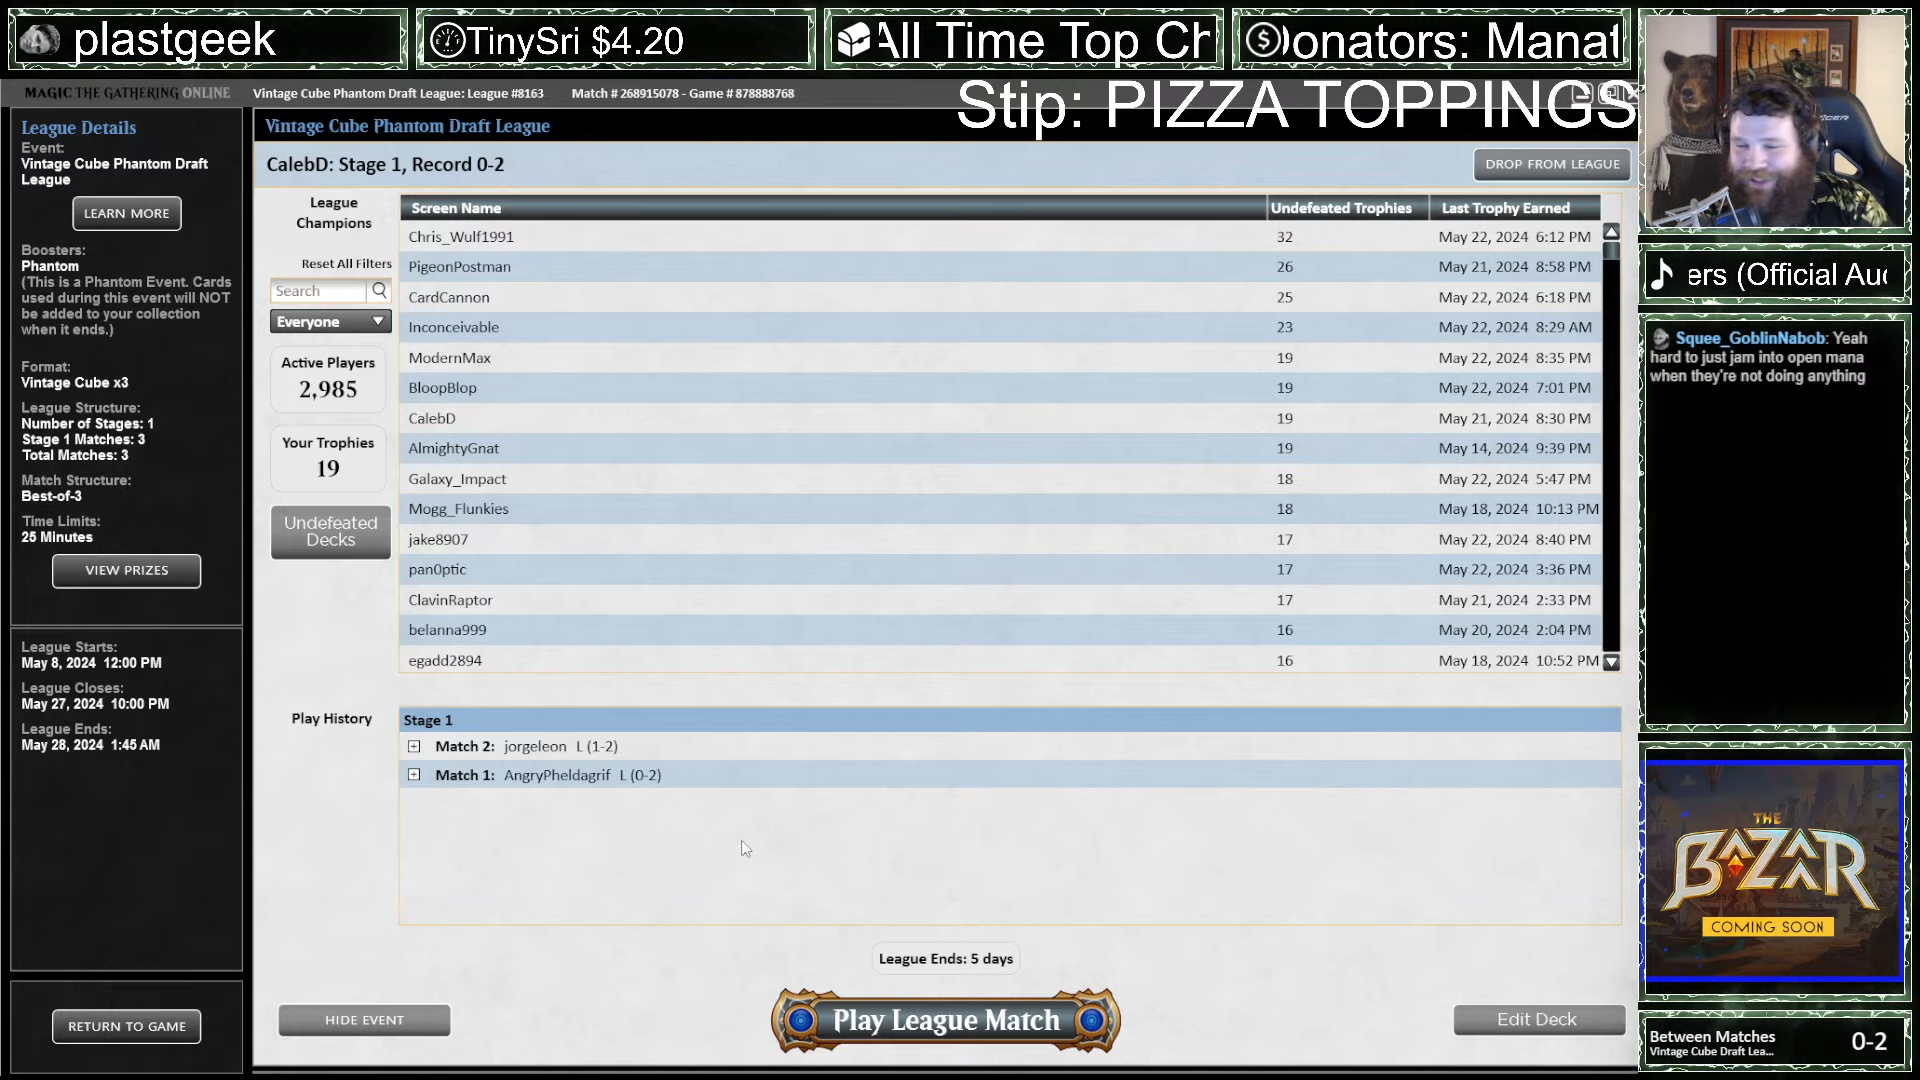 plastgeek
TinySri $4.20
All Time Top Ch
Donators: Manat
MAGIC THE GATHERING ONLINE
Vintage Cube Phantom Draft League: League #8163
Match # 268915078 - Game # 878888768
Stip: PIZZA TOPPINGS
League Details
Event:
Vintage Cube Phantom Draft
League
LEARN MORE
Boosters:
Phantom
(This is a Phantom Event. Cards
used during this event will NOT
be added to your collection
when it ends.)
Format:
Vintage Cube x3
League Structure:
Number of Stages: 1
Stage 1 Matches: 3
Total Matches: 3
Match Structure:
Best-of-3
Time Limits:
25 Minutes
VIEW PRIZES
League Starts:
May 8, 2024 12:00 PM
League Closes:
May 27, 2024 10:00 PM
League Ends:
May 28, 2024 1:45 AM
RETURN TO GAME
Vintage Cube Phantom Draft League
CalebD: Stage 1, Record 0-2
DROP FROM LEAGUE
League
Champions
Reset All Filters
Search
Everyone
Active Players
2,985
Your Trophies
19
Undefeated
Decks
Screen Name Undefeated Trophies Last Trophy Earned
Chris_Wulf1991 32 May 22, 2024 6:12 PM
PigeonPostman 26 May 21, 2024 8:58 PM
CardCannon 25 May 22, 2024 6:18 PM
Inconceivable 23 May 22, 2024 8:29 AM
ModernMax 19 May 22, 2024 8:35 PM
BloopBlop 19 May 22, 2024 7:01 PM
CalebD 19 May 21, 2024 8:30 PM
AlmightyGnat 19 May 14, 2024 9:39 PM
Galaxy_Impact 18 May 22, 2024 5:47 PM
Mogg_Flunkies 18 May 18, 2024 10:13 PM
jake8907 17 May 22, 2024 8:40 PM
pan0ptic 17 May 22, 2024 3:36 PM
ClavinRaptor 17 May 21, 2024 2:33 PM
belanna999 16 May 20, 2024 2:04 PM
egadd2894 16 May 18, 2024 10:52 PM
Play History
Stage 1
Match 2: jorgeleon L (1-2)
Match 1: AngryPheldagrif L (0-2)
League Ends: 5 days
HIDE EVENT
Play League Match
Edit Deck
ers (Official Au
Squee_GoblinNabob: Yeah
hard to just jam into open mana
when they're not doing anything
THE
BAZAAR
COMING SOON
Between Matches
Vintage Cube Draft Lea...
0-2